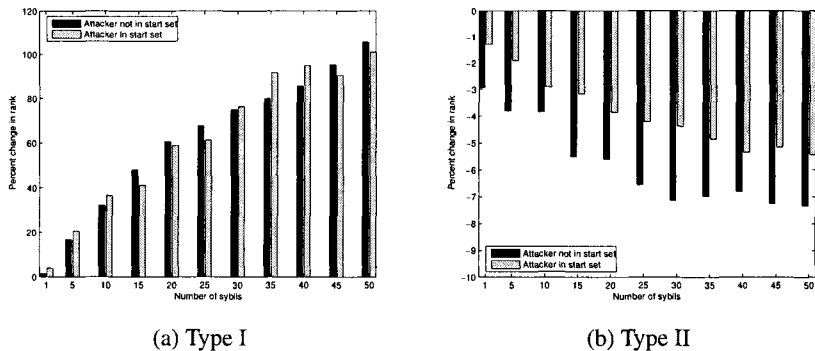 120
100
80
60
40
20
0
Percent change in rank
Attacker not in start set
Attacker in start set
1 5 10 15 20 25 30 35 40 45 50
Number of sybils
(a) Type I
0
-1
-2
-3
-4
-5
-6
-7
-8
-9
-10
Percent change in rank
Attacker not in start set
Attacker in start set
1 5 10 15 20 25 30 35 40 45 50
Number of sybils
(b) Type II